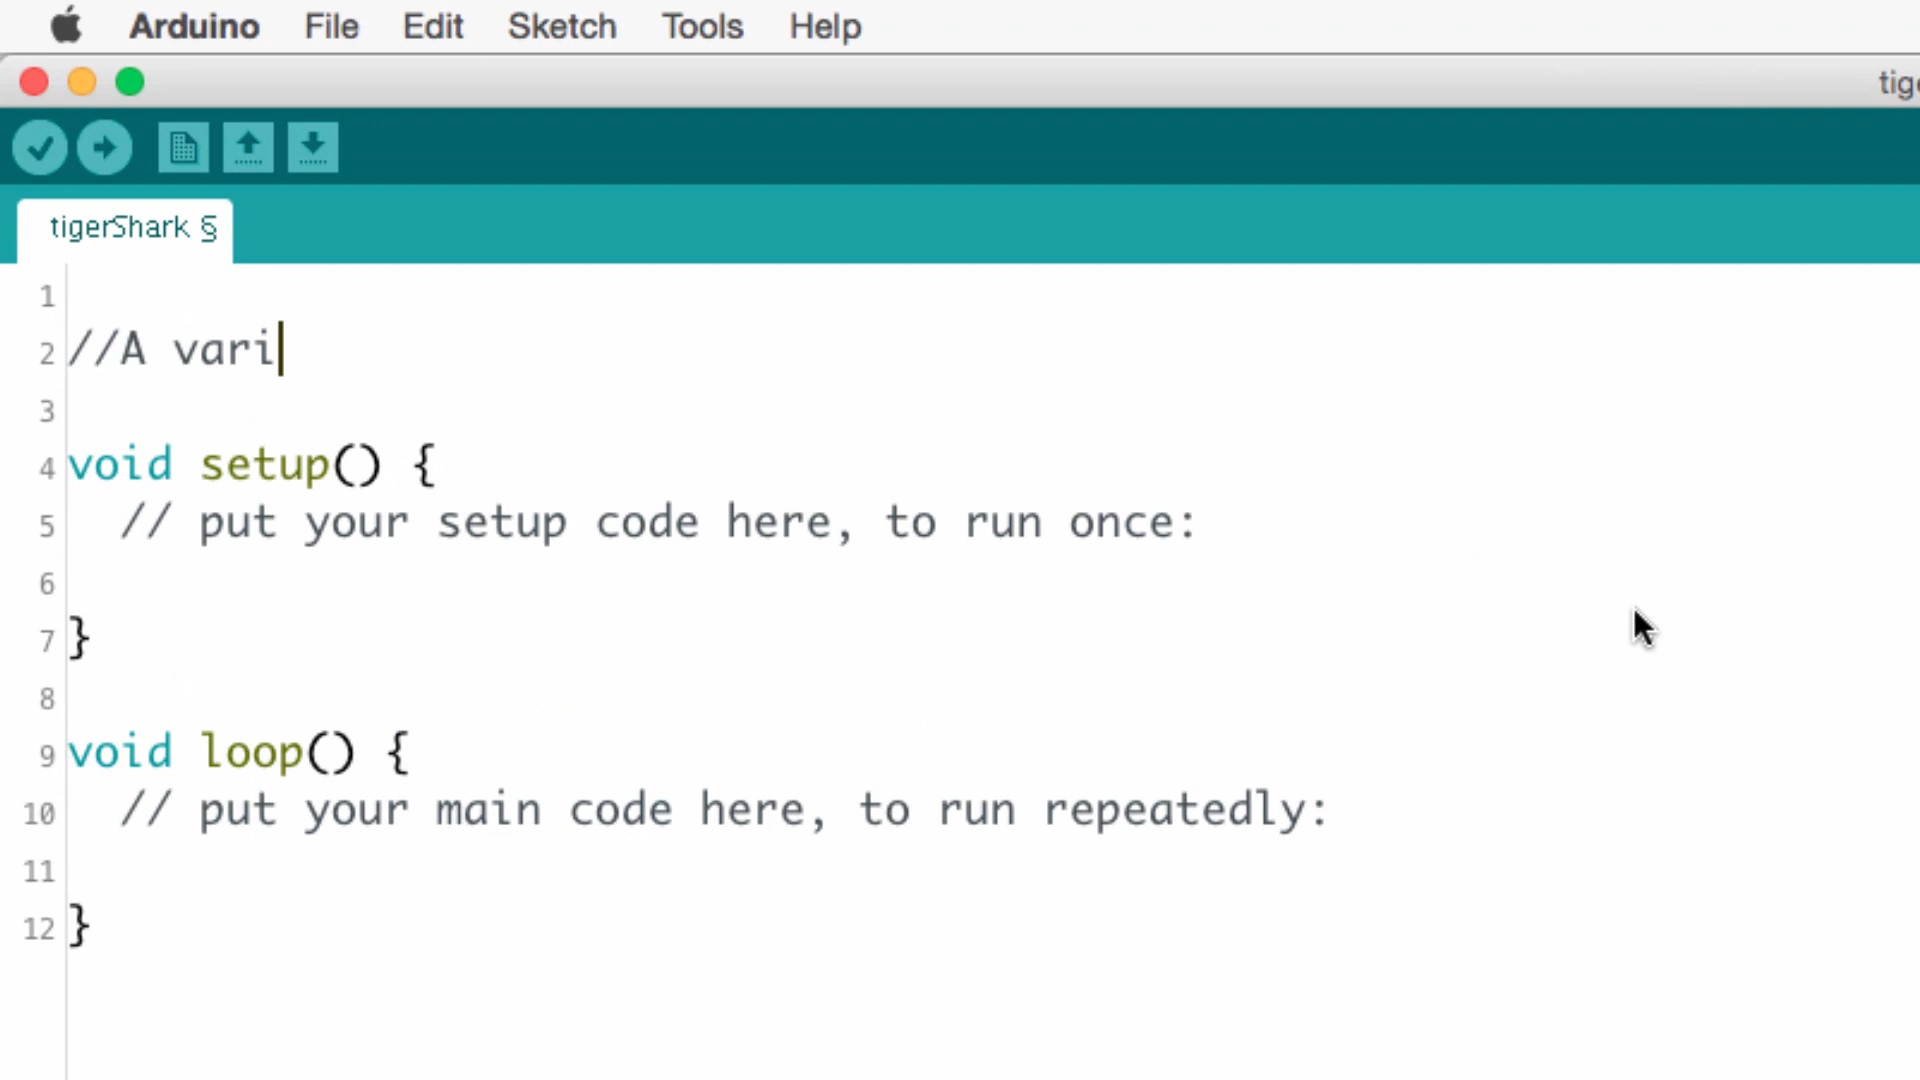 Arduino File Edit Sketch Tools Help
tigerShark §
1
2 //A vari
3
4 void setup() {
5 // put your setup code here, to run once:
6
7 }
8
9 void loop() {
10 // put your main code here, to run repeatedly:
11
12 }